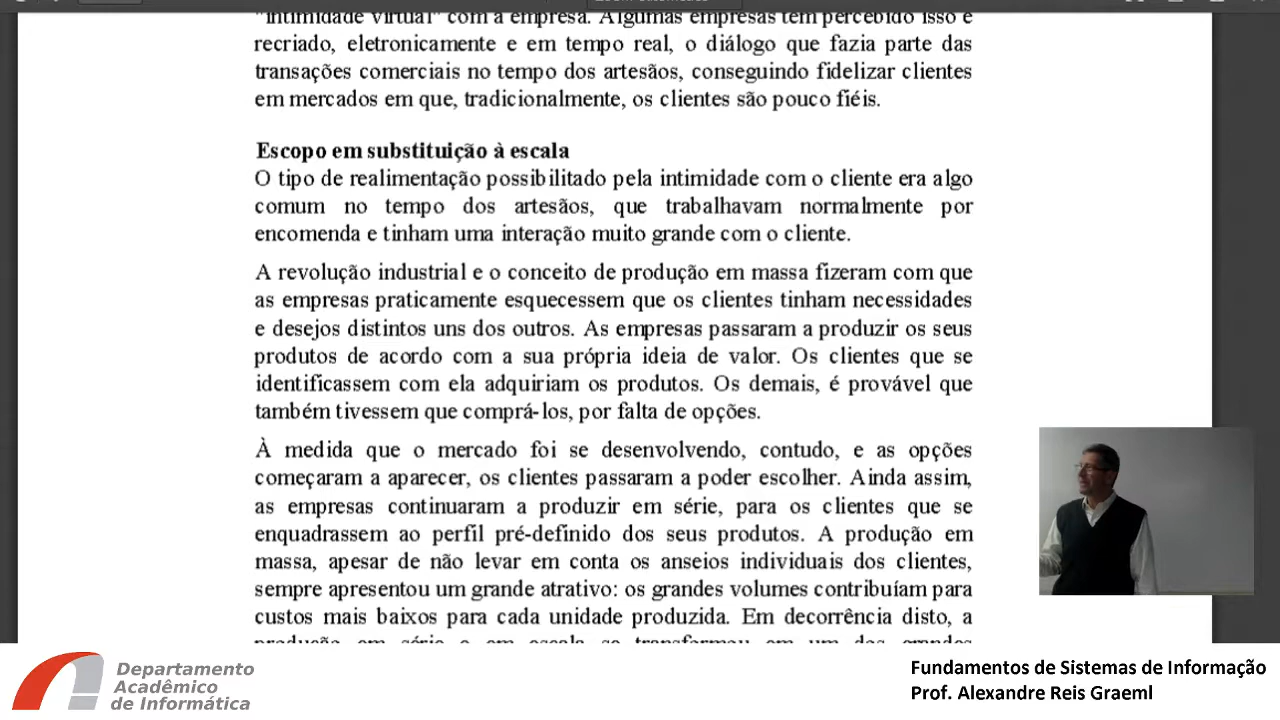 "intimidade virtual" com a empresa. Algumas empresas têm percebido isso e
recriado, eletronicamente e em tempo real, o diálogo que fazia parte das
transações comerciais no tempo dos artesãos, conseguindo fidelizar clientes
em mercados em que, tradicionalmente, os clientes são pouco fiéis.
Escopo em substituição à escala
O tipo de realimentação possibilitado pela intimidade com o cliente era algo
comum no tempo dos artesãos, que trabalhavam normalmente por
encomenda e tinham uma interação muito grande com o cliente.
A revolução industrial e o conceito de produção em massa fizeram com que
as empresas praticamente esquecessem que os clientes tinham necessidades
e desejos distintos uns dos outros. As empresas passaram a produzir os seus
produtos de acordo com a sua própria ideia de valor. Os clientes que se
identificassem com ela adquiriam os produtos. Os demais, é provável que
também tivessem que comprá-los, por falta de opções.
À medida que o mercado foi se desenvolvendo, contudo, e as opções
começaram a aparecer, os clientes passaram a poder escolher. Ainda assim,
as empresas continuaram a produzir em série, para os clientes que se
enquadrassem ao perfil pré-definido dos seus produtos. A produção em
massa, apesar de não levar em conta os anseios individuais dos clientes,
sempre apresentou um grande atrativo: os grandes volumes contribuíam para
custos mais baixos para cada unidade produzida. Em decorrência disto, a
produção em série e em escala se transformou em um dos grandes
Departamento
Acadêmico
de Informática
Fundamentos de Sistemas de Informação
Prof. Alexandre Reis Graeml